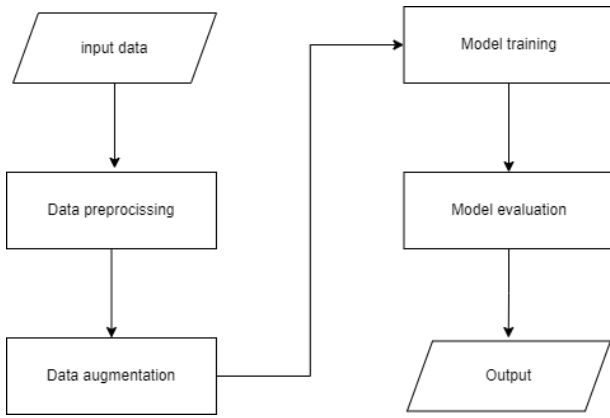 input data
Data preprocissing
Data augmentation
Model training
Model evaluation
Output